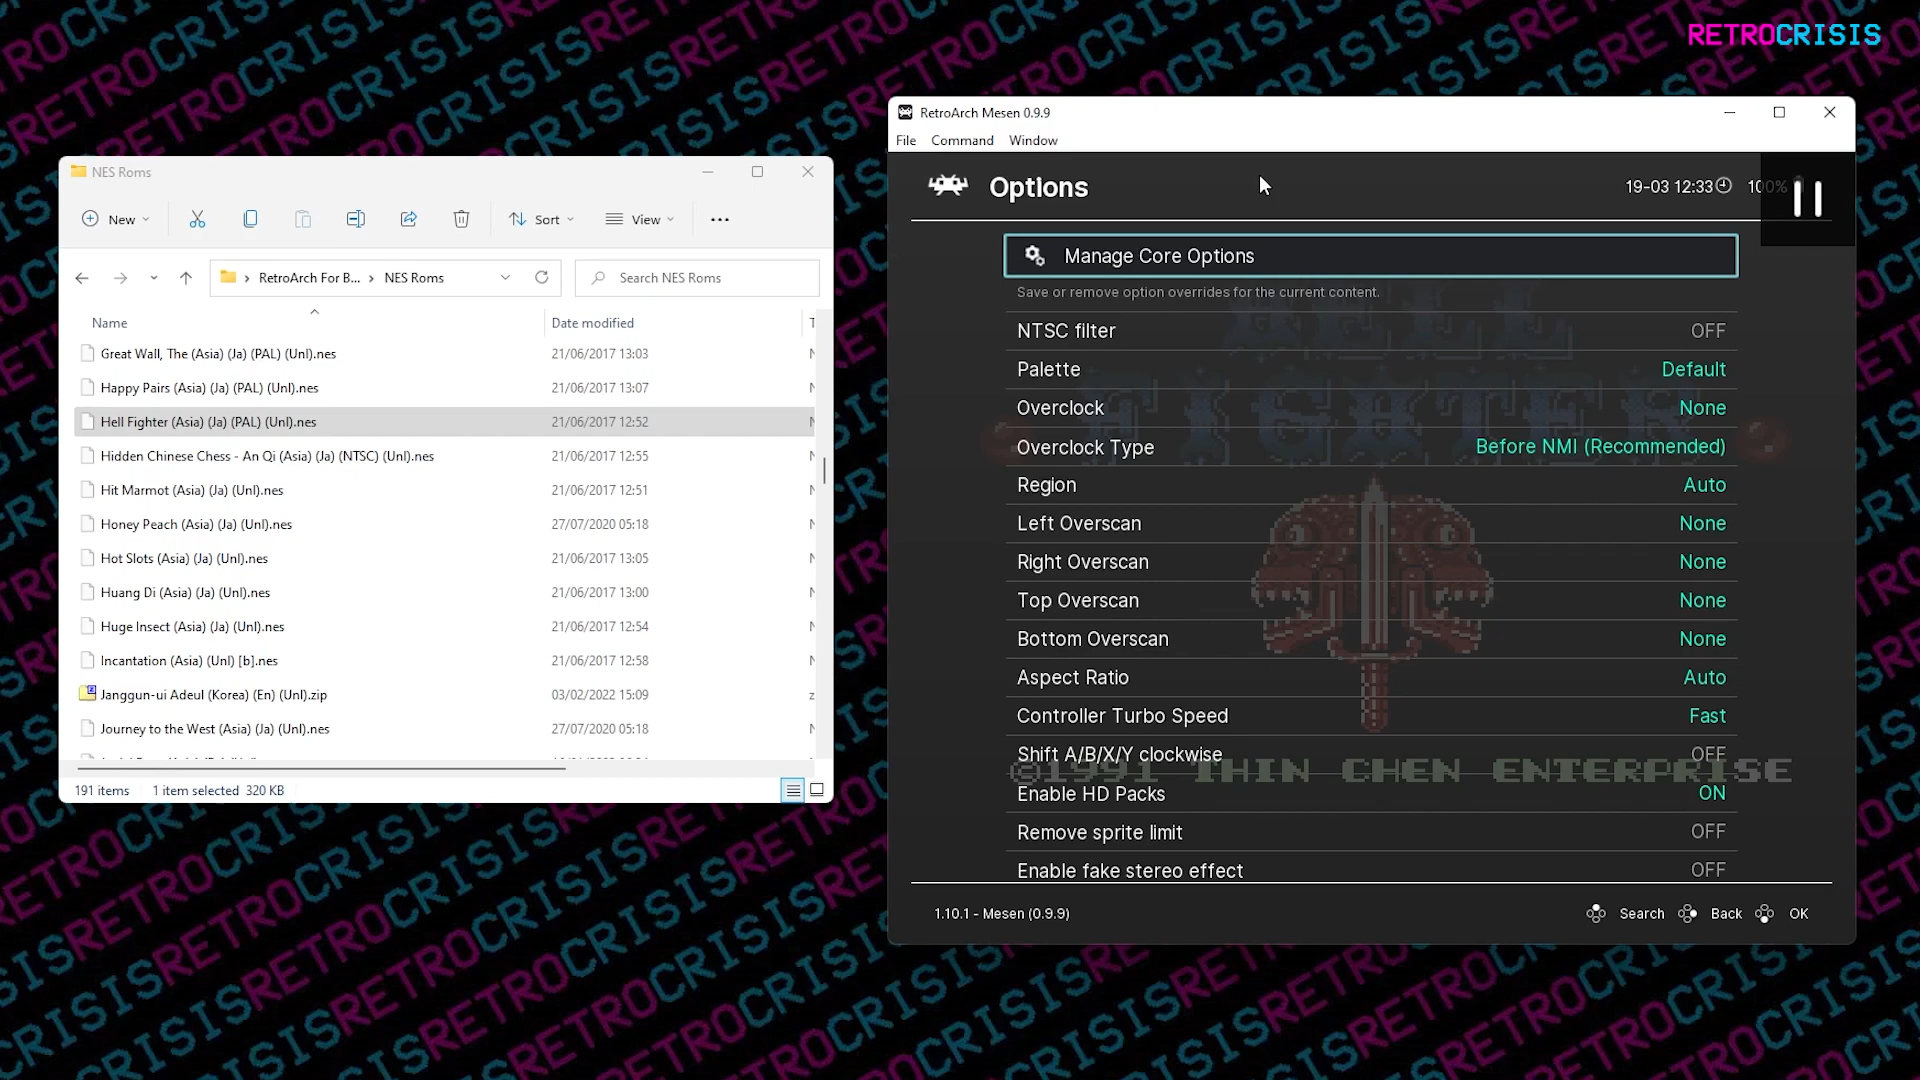 RETROCRISIS
NES Roms
New
Sort
View
RetroArch For B... > NES Roms
Search NES Roms
Name
Date modified
T
Great Wall, The (Asia) (Ja) (PAL) (Unl).nes 21/06/2017 13:03 N
Happy Pairs (Asia) (Ja) (PAL) (Unl).nes 21/06/2017 13:07 N
Hell Fighter (Asia) (Ja) (PAL) (Unl).nes 21/06/2017 12:52 N
Hidden Chinese Chess - An Qi (Asia) (Ja) (NTSC) (Unl).nes 21/06/2017 12:55 N
Hit Marmot (Asia) (Ja) (Unl).nes 21/06/2017 12:51 N
Honey Peach (Asia) (Ja) (Unl).nes 27/07/2020 05:18 N
Hot Slots (Asia) (Ja) (Unl).nes 21/06/2017 13:05 N
Huang Di (Asia) (Ja) (Unl).nes 21/06/2017 13:00 N
Huge Insect (Asia) (Ja) (Unl).nes 21/06/2017 12:54 N
Incantation (Asia) (Unl) [b].nes 21/06/2017 12:58 N
Janggun-ui Adeul (Korea) (En) (Unl).zip 03/02/2022 15:09 z
Journey to the West (Asia) (Ja) (Unl).nes 27/07/2020 05:18 N
191 items 1 item selected 320 KB
RetroArch Mesen 0.9.9
File Command Window
Options
19-03 12:33 100%
Manage Core Options
Save or remove option overrides for the current content.
HELL
FIGHTER
NTSC filter OFF
Palette Default
Overclock None
Overclock Type Before NMI (Recommended)
Region Auto
Left Overscan None
Right Overscan None
Top Overscan None
Bottom Overscan None
Aspect Ratio Auto
Controller Turbo Speed Fast
Shift A/B/X/Y clockwise OFF
©1991 THIN CHEN ENTERPRISE
Enable HD Packs ON
Remove sprite limit OFF
Enable fake stereo effect OFF
1.10.1 - Mesen (0.9.9)
Search Back OK